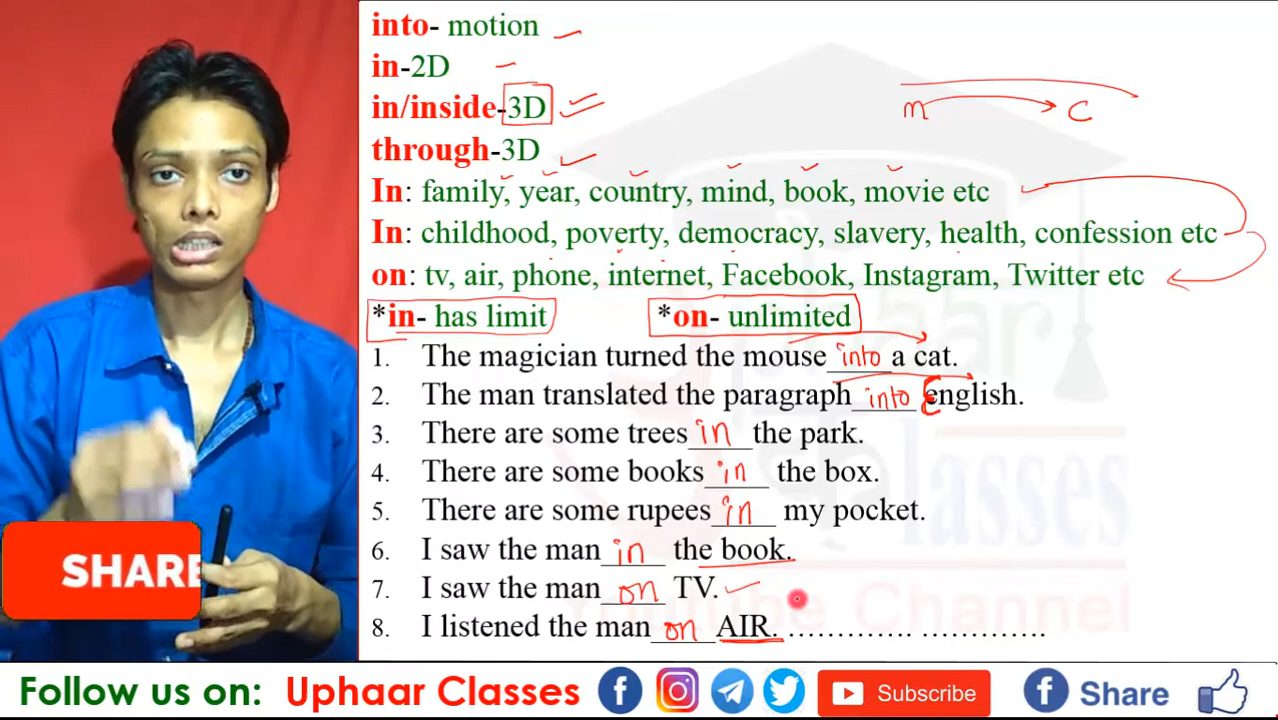 into- motion
in-2D
in/inside-3D
m c
through-3D
In: family, year, country, mind, book, movie etc
In: childhood, poverty, democracy, slavery, health, confession etc
on: tv, air, phone, internet, Facebook, Instagram, Twitter etc
*in- has limit *on- unlimited
1. The magician turned the mouse into a cat.
2. The man translated the paragraph into English.
3. There are some trees in the park.
4. There are some books in the box.
5. There are some rupees in my pocket.
6. I saw the man in the book.
7. I saw the man on TV.
8. I listened the man on AIR. ............. .............
SHARE
Follow us on: Uphaar Classes Subscribe Share